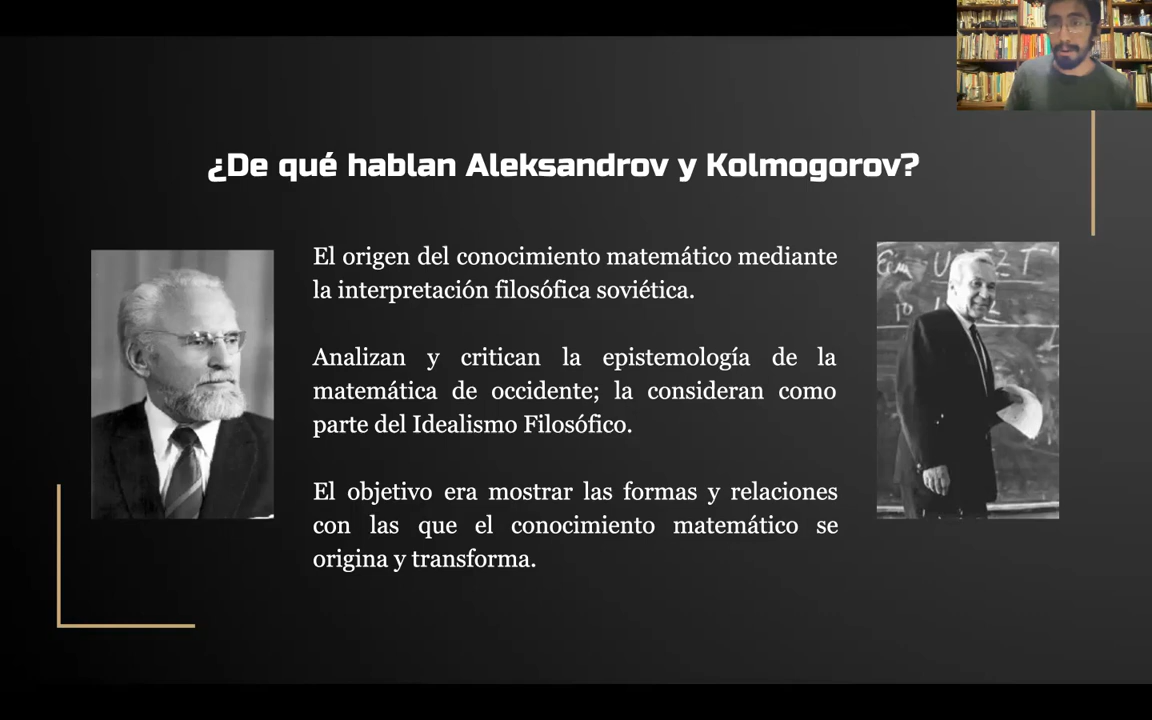 ¿De qué hablan Aleksandrov y Kolmogorov?
El origen del conocimiento matemático mediante
la interpretación filosófica soviética.
Analizan y critican la epistemología de la
matemática de occidente; la consideran como
parte del Idealismo Filosófico.
El objetivo era mostrar las formas y relaciones
con las que el conocimiento matemático se
origina y transforma.